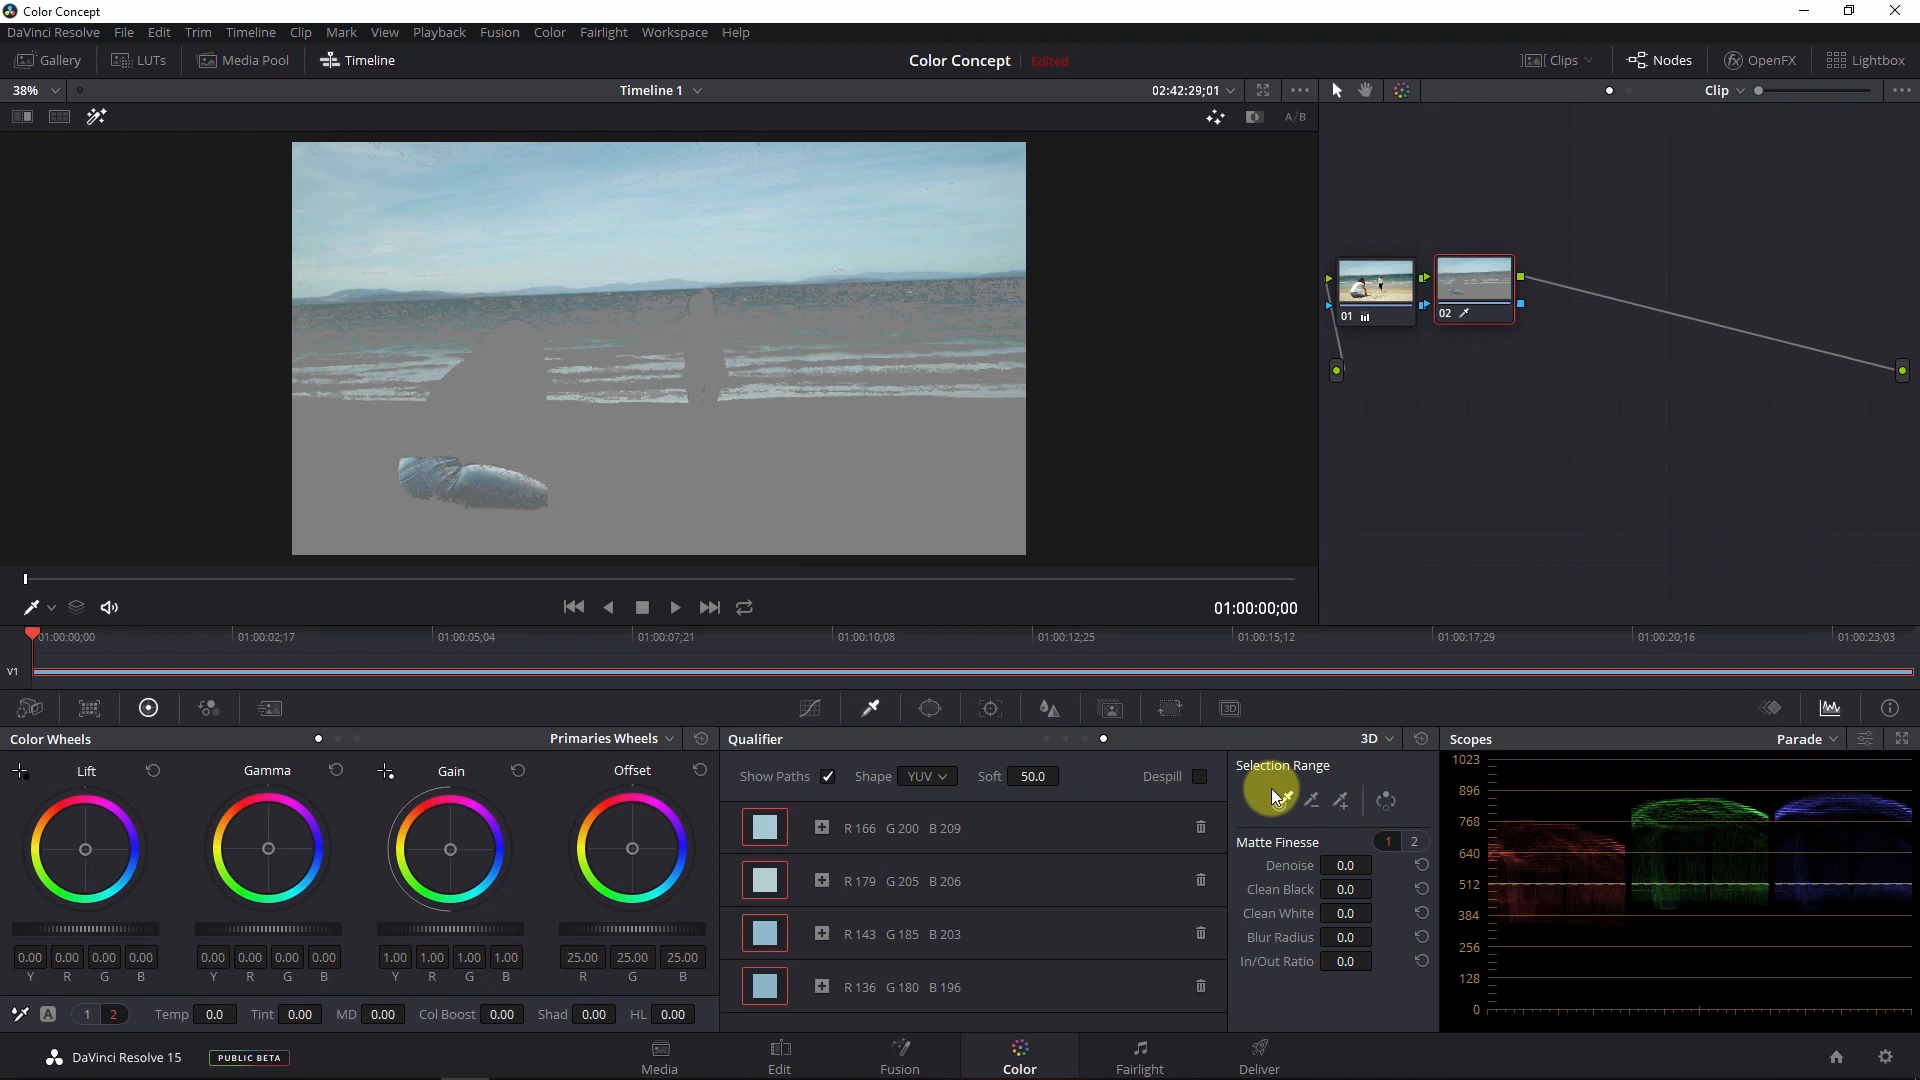 Color Concept
DaVinci Resolve File Edit Trim Timeline Clip Mark View Playback Fusion Color Fairlight Workspace Help
Gallery LUTs Media Pool Timeline Color Concept Edited Clips Nodes OpenFX Lightbox
38% Timeline 1 02:42:29;01 Clip
A/B
01 02
01:00:00;00
01:00:00;00 01:00:02;17 01:00:05;04 01:00:07;21 01:00:10;08 01:00:12;25 01:00:15;12 01:00:17;29 01:00:20;16 01:00:23;03
V1
3D
Color Wheels Primaries Wheels
Lift Gamma Gain Offset
0.00 0.00 0.00 0.00 0.00 0.00 0.00 0.00 1.00 1.00 1.00 1.00 25.00 25.00 25.00
Y R G B Y R G B Y R G B R G B
A 1 2 Temp 0.0 Tint 0.00 MD 0.00 Col Boost 0.00 Shad 0.00 HL 0.00
Qualifier 3D
Show Paths Shape YUV Soft 50.0 Despill
R 166 G 200 B 209
R 179 G 205 B 206
R 143 G 185 B 203
R 136 G 180 B 196
Selection Range
Matte Finesse 1 2
Denoise 0.0
Clean Black 0.0
Clean White 0.0
Blur Radius 0.0
In/Out Ratio 0.0
Scopes Parade
1023
896
768
640
512
384
256
128
0
DaVinci Resolve 15 PUBLIC BETA Media Edit Fusion Color Fairlight Deliver